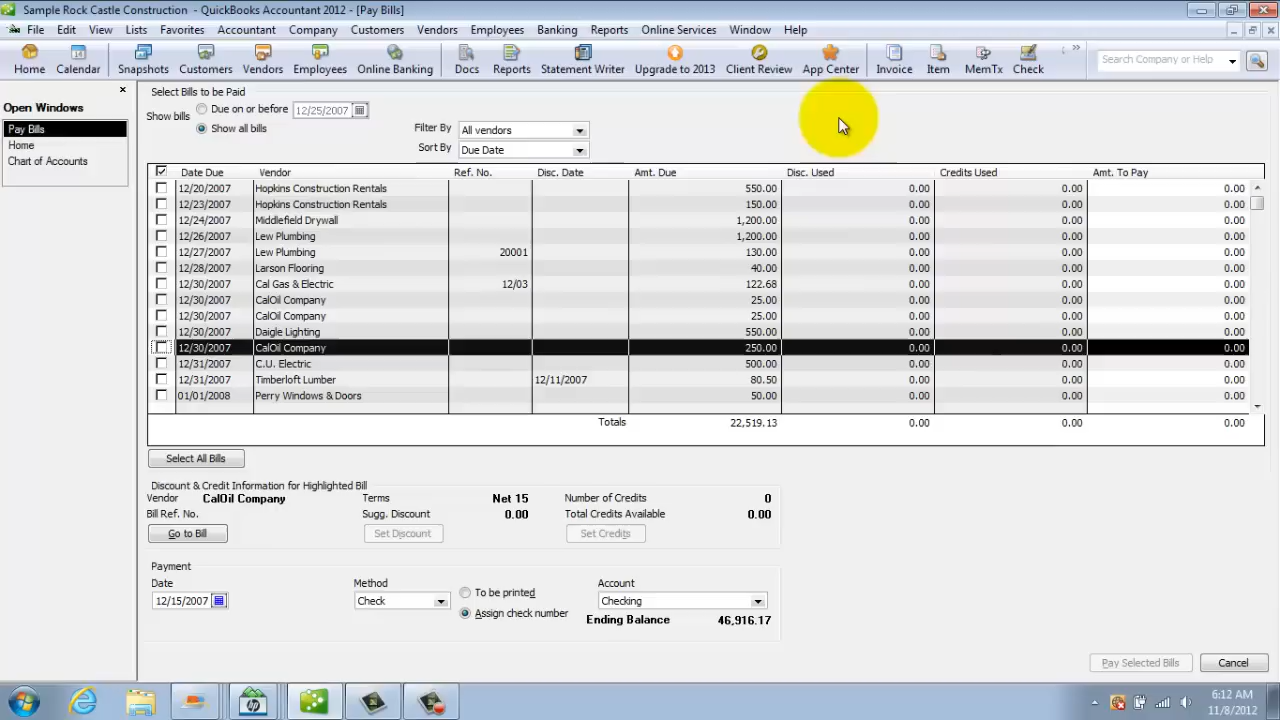 Sample Rock Castle Construction - QuickBooks Accountant 2012 - [Pay Bills]
File Edit View Lists Favorites Accountant Company Customers Vendors Employees Banking Reports Online Services Window Help
Home Calendar Snapshots Customers Vendors Employees Online Banking Docs Reports Statement Writer Upgrade to 2013 Client Review App Center Invoice Item MemTx Check Search Company or Help
Open Windows
Pay Bills
Home
Chart of Accounts
Select Bills to be Paid
Show bills
Due on or before 12/25/2007
Show all bills
Filter By All vendors
Sort By Due Date
Date Due Vendor Ref. No. Disc. Date Amt. Due Disc. Used Credits Used Amt. To Pay
12/20/2007 Hopkins Construction Rentals 550.00 0.00 0.00 0.00
12/23/2007 Hopkins Construction Rentals 150.00 0.00 0.00 0.00
12/24/2007 Middlefield Drywall 1,200.00 0.00 0.00 0.00
12/26/2007 Lew Plumbing 1,200.00 0.00 0.00 0.00
12/27/2007 Lew Plumbing 20001 130.00 0.00 0.00 0.00
12/28/2007 Larson Flooring 40.00 0.00 0.00 0.00
12/30/2007 Cal Gas & Electric 12/03 122.68 0.00 0.00 0.00
12/30/2007 CalOil Company 25.00 0.00 0.00 0.00
12/30/2007 CalOil Company 25.00 0.00 0.00 0.00
12/30/2007 Daigle Lighting 550.00 0.00 0.00 0.00
12/30/2007 CalOil Company 250.00 0.00 0.00 0.00
12/31/2007 C.U. Electric 500.00 0.00 0.00 0.00
12/31/2007 Timberloft Lumber 12/11/2007 80.50 0.00 0.00 0.00
01/01/2008 Perry Windows & Doors 50.00 0.00 0.00 0.00
Totals 22,519.13 0.00 0.00 0.00
Select All Bills
Discount & Credit Information for Highlighted Bill
Vendor CalOil Company Terms Net 15 Number of Credits 0
Bill Ref. No. Sugg. Discount 0.00 Total Credits Available 0.00
Go to Bill Set Discount Set Credits
Payment
Date Method Account
12/15/2007 Check To be printed Checking
Assign check number Ending Balance 46,916.17
Pay Selected Bills Cancel
6:12 AM
11/8/2012